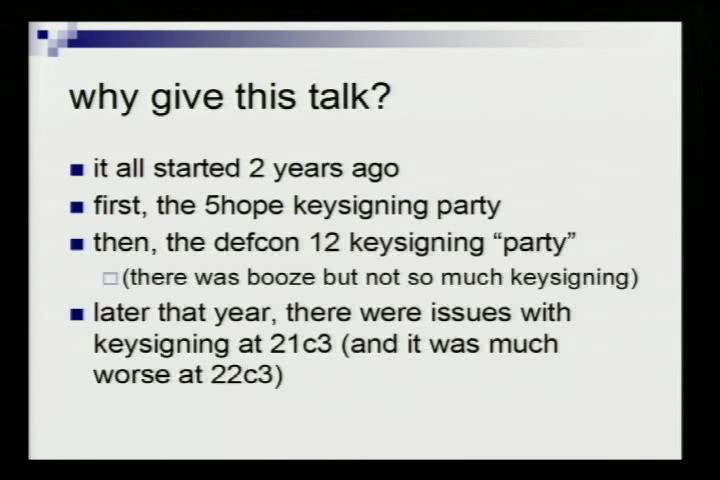 why give this talk?
it all started 2 years ago
first, the 5hope keysigning party
then, the defcon 12 keysigning “party”
(there was booze but not so much keysigning)
later that year, there were issues with
keysigning at 21c3 (and it was much
worse at 22c3)